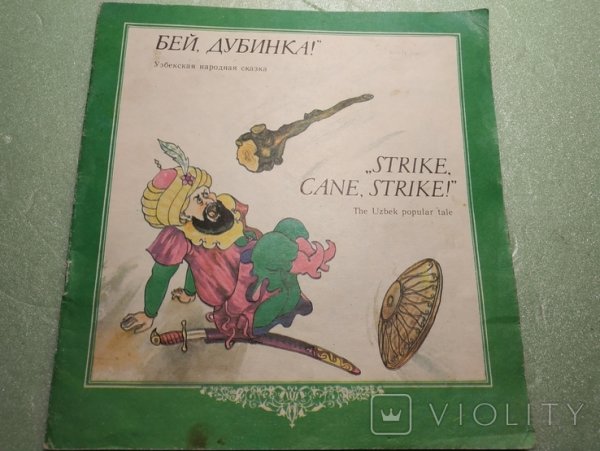 БЕЙ, ДУБИНКА!"
Узбекская народная сказка
„STRIKE,
CANE, STRIKE!"
The Uzbek popular tale
VIOLITY